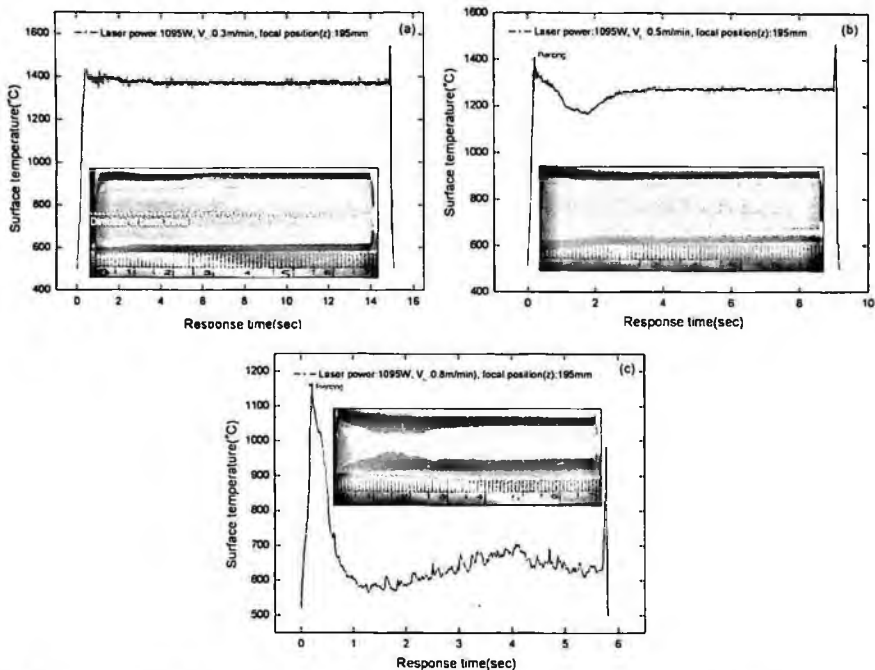 1600
1400
1200
1000
800
600
400
Surface temperature(°C)
Laser power:1095W, V :0.3m/min, focal position(z):195mm
(a)
0 2 4 6 8 10 12 14 16
Response time(sec)
1600
1400
1200
1000
800
600
400
Surface temperature(°C)
Laser power:1095W, V :0.5m/min, focal position(z):195mm
(b)
Piercing
0 2 4 6 8 10
Response time(sec)
1200
1100
1000
900
800
700
600
500
Surface temperature(°C)
Laser power:1095W, V :0.8m/min), focal position(z):195mm
(c)
Piercing
0 1 2 3 4 5 6
Response time(sec)